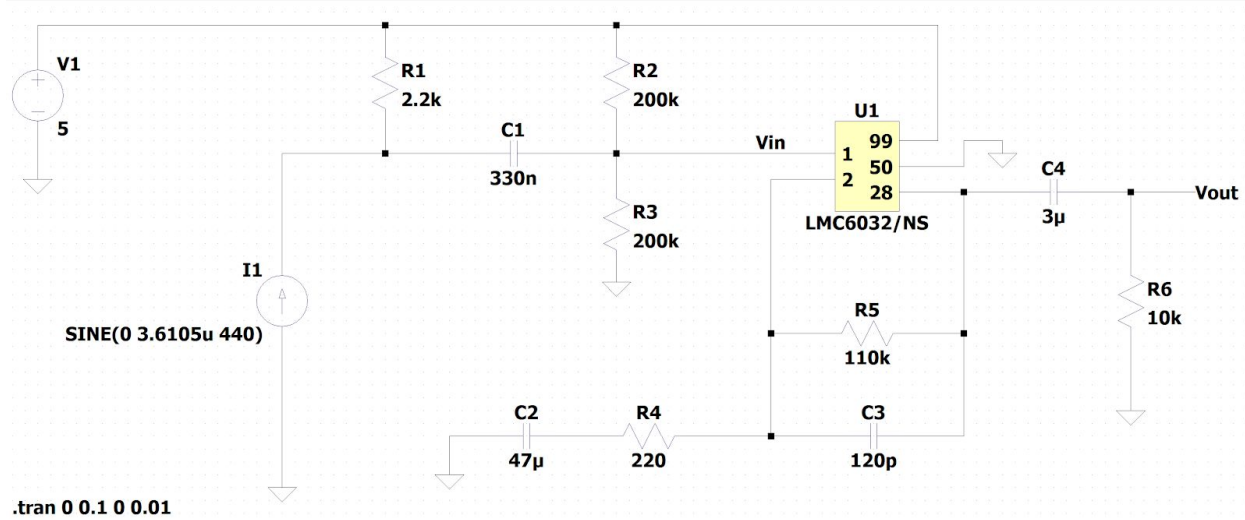 V1
5
R1
2.2k
R2
200k
C1
330n
Vin
U1
1
2
99
50
28
LMC6032/NS
C4
3µ
Vout
R3
200k
I1
SINE(0 3.6105u 440)
R5
110k
R6
10k
C2
47µ
R4
220
C3
120p
.tran 0 0.1 0 0.01